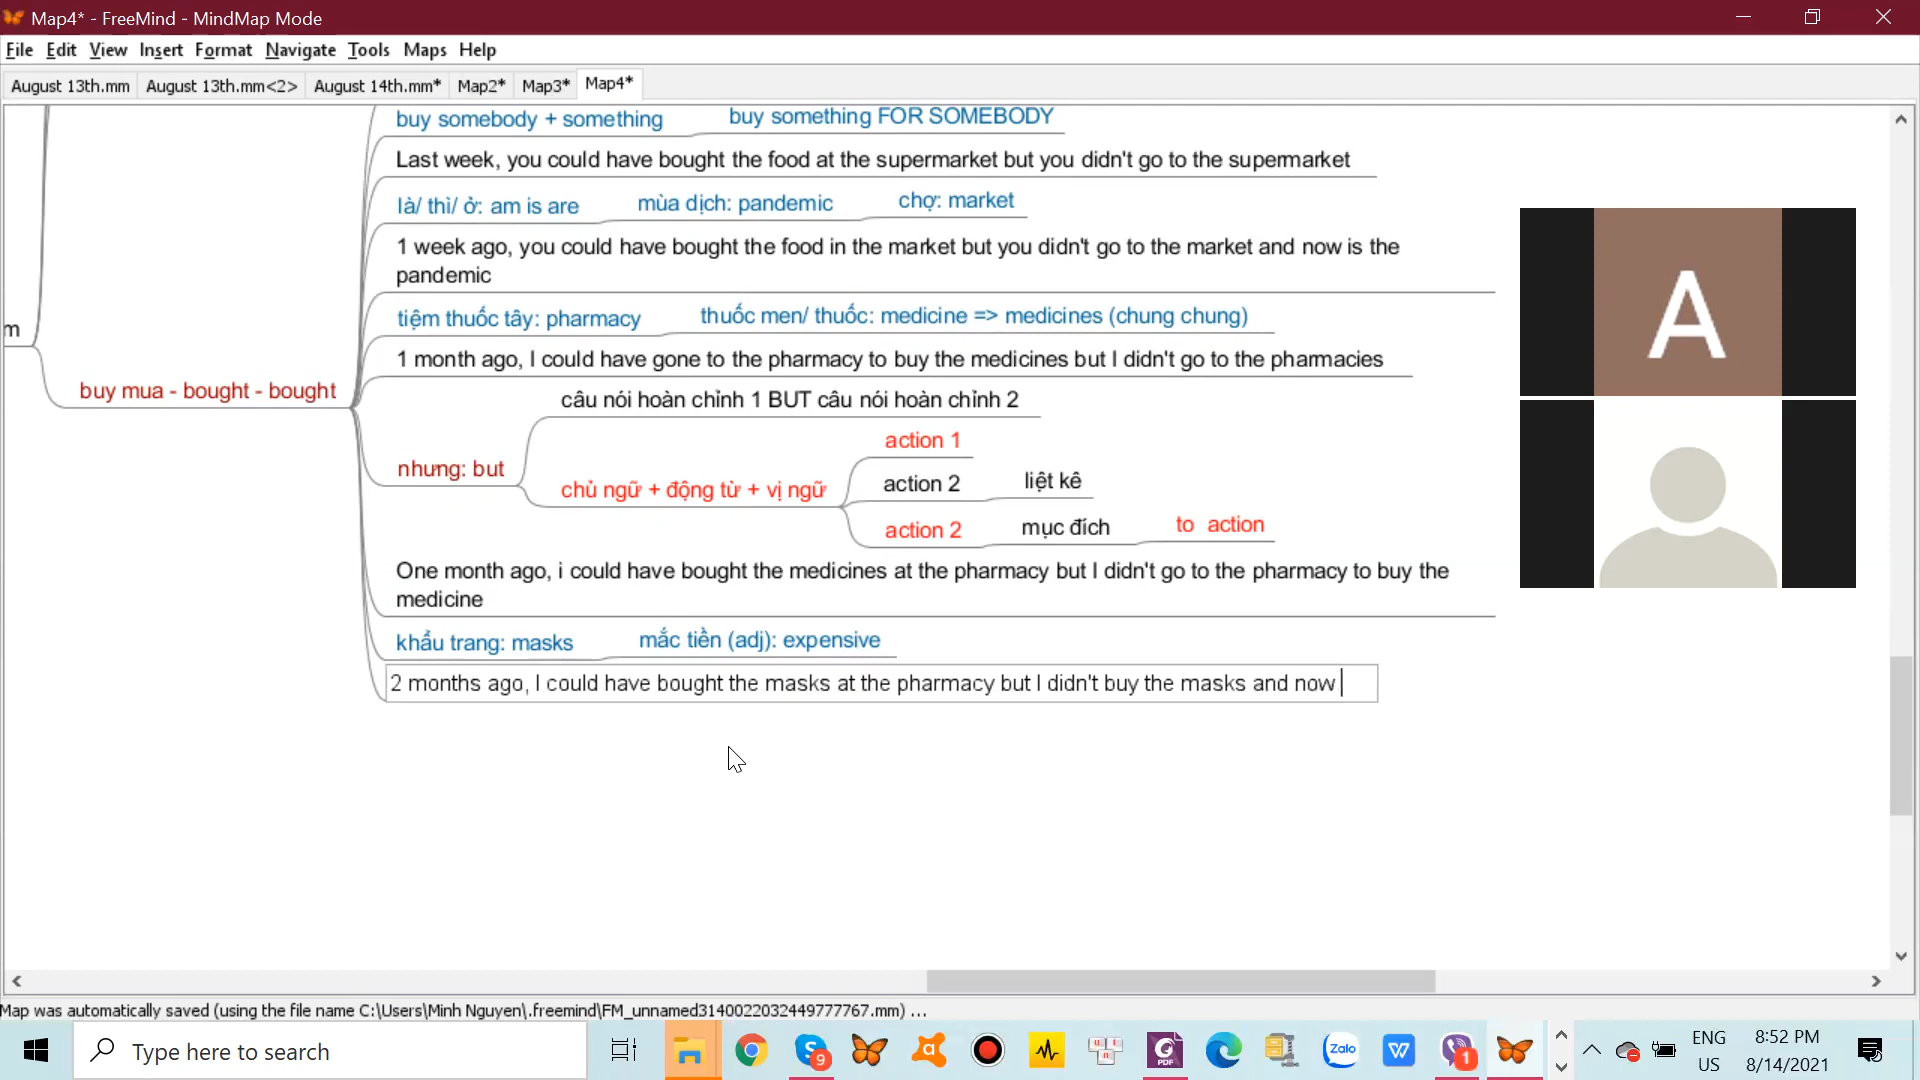 Map4* - FreeMind - MindMap Mode
File Edit View Insert Format Navigate Tools Maps Help
August 13th.mm August 13th.mm<2> August 14th.mm* Map2* Map3* Map4*
buy somebody + something buy something FOR SOMEBODY
Last week, you could have bought the food at the supermarket but you didn't go to the supermarket
là/ thì/ ở: am is are mùa dịch: pandemic chợ: market
1 week ago, you could have bought the food in the market but you didn't go to the market and now is the
pandemic
tiệm thuốc tây: pharmacy thuốc men/ thuốc: medicine => medicines (chung chung)
m
1 month ago, I could have gone to the pharmacy to buy the medicines but I didn't go to the pharmacies
buy mua - bought - bought
câu nói hoàn chỉnh 1 BUT câu nói hoàn chỉnh 2
action 1
nhưng: but
chủ ngữ + động từ + vị ngữ
action 2 liệt kê
action 2 mục đích to action
One month ago, i could have bought the medicines at the pharmacy but I didn't go to the pharmacy to buy the
medicine
khẩu trang: masks mắc tiền (adj): expensive
2 months ago, I could have bought the masks at the pharmacy but I didn't buy the masks and now
A
Map was automatically saved (using the file name C:\Users\Minh Nguyen\.freemind\FM_unnamed3140022032449777767.mm) ...
Type here to search
9
PDF
Zalo
W
1
ENG
US
8:52 PM
8/14/2021